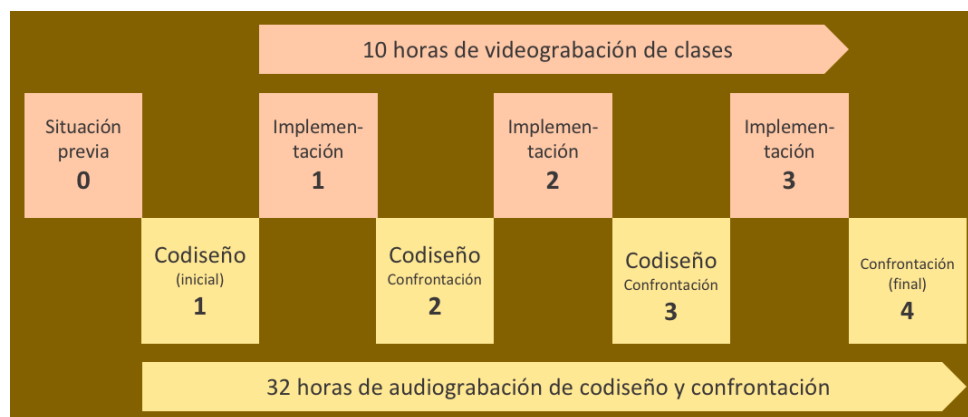 10 horas de videograbación de clases
Situación
previa
0
Implemen-
tación
1
Implemen-
tación
2
Implemen-
tación
3
Codiseño
(inicial)
1
Codiseño
Confrontación
2
Codiseño
Confrontación
3
Confrontación
(final)
4
32 horas de audiograbación de codiseño y confrontación